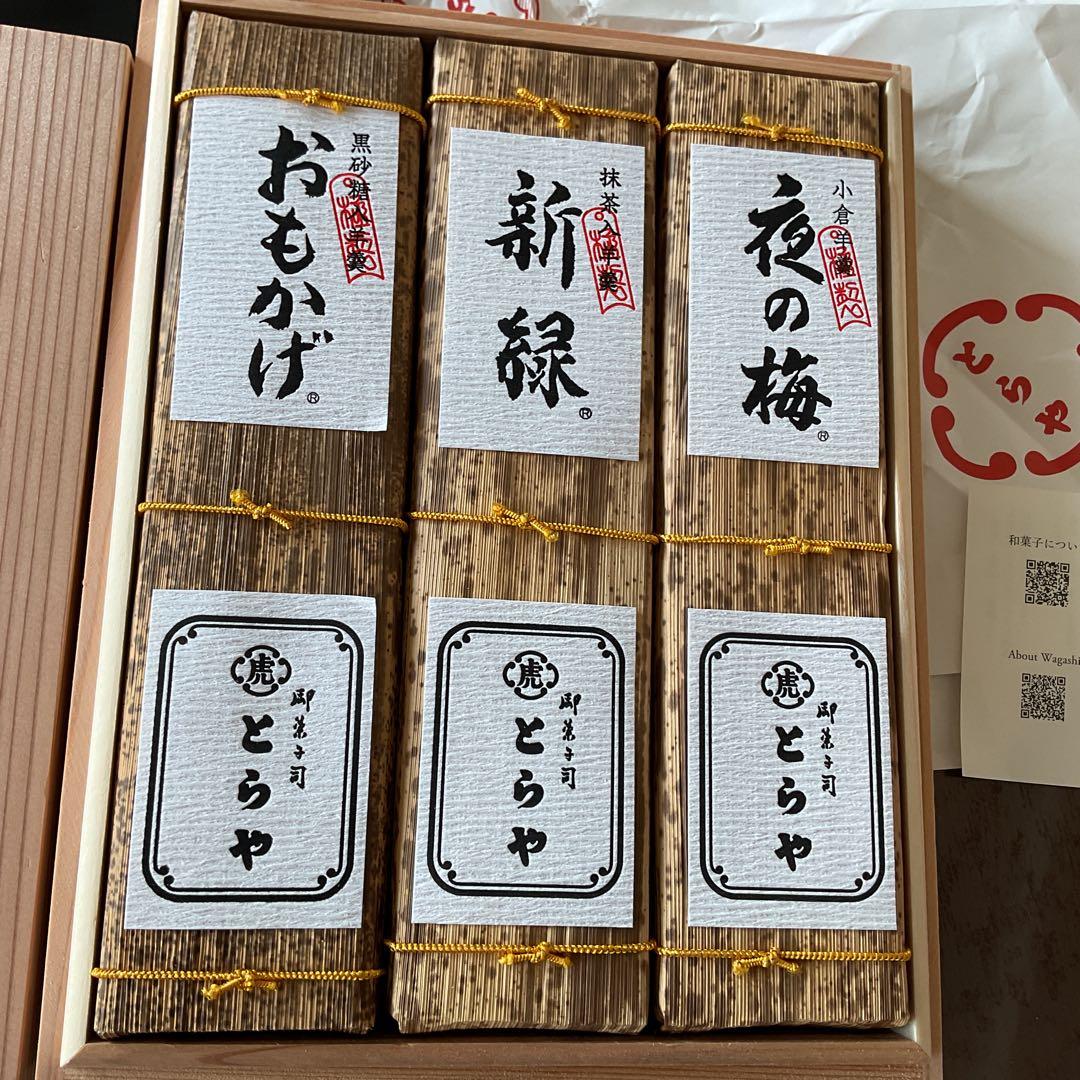 夜の梅®
小倉羊羹
新緑®
抹茶入羊羹
おもかげ®
黒砂糖入羊羹
虎
御菓子司
とらや
虎
御菓子司
とらや
虎
御菓子司
とらや
とらや
和菓子につい
About Wagashi